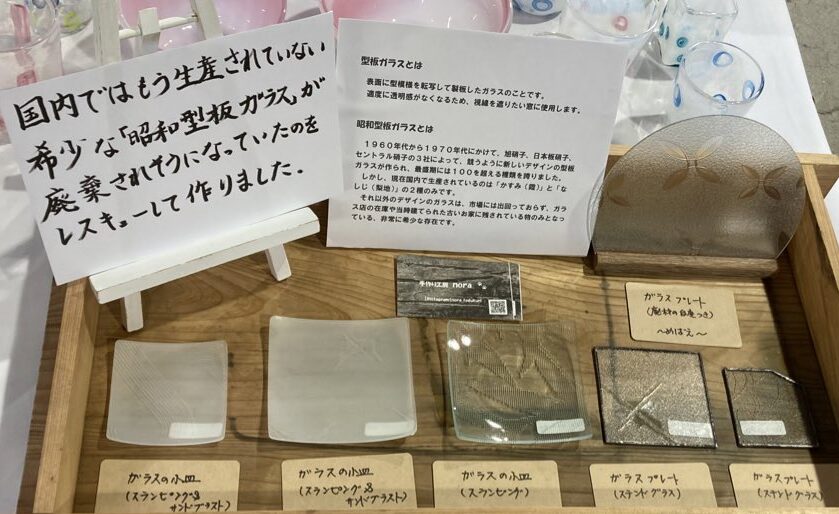 国内ではもう生産されていない
希少な「昭和型板ガラス」が
廃棄されそうになっていたのを
レスキューして作りました.
型板ガラスとは
表面に型模様を転写して製板したガラスのことです。
適度に透明感がなくなるため、視線を遮りたい窓に使用します。
昭和型板ガラスとは
1960年代から1970年代にかけて、旭硝子、日本板硝子、
セントラル硝子の3社によって、競うように新しいデザインの型板
ガラスが作られ、最盛期には100を超える種類を誇りました。
しかし、現在国内で生産されているのは「かすみ(霞)」と「な
しじ(梨地)」の2種のみです。
それ以外のデザインのガラスは、市場には出回っておらず、ガラ
ス店の在庫や当時建てられた古いお家に残されている物のみとなっ
ている、非常に希少な存在です。
手作り工房 nora
ガラス プレート
(廃材の台座つき)
〜めばえ〜
ガラスの小皿
(スランピング&
サンドブラスト)
ガラスの小皿
(スランピング&
サンドブラスト)
ガラスの小皿
(スランピング)
ガラス プレート
(ステンドグラス)
ガラスプレート
(ステンドグラス)